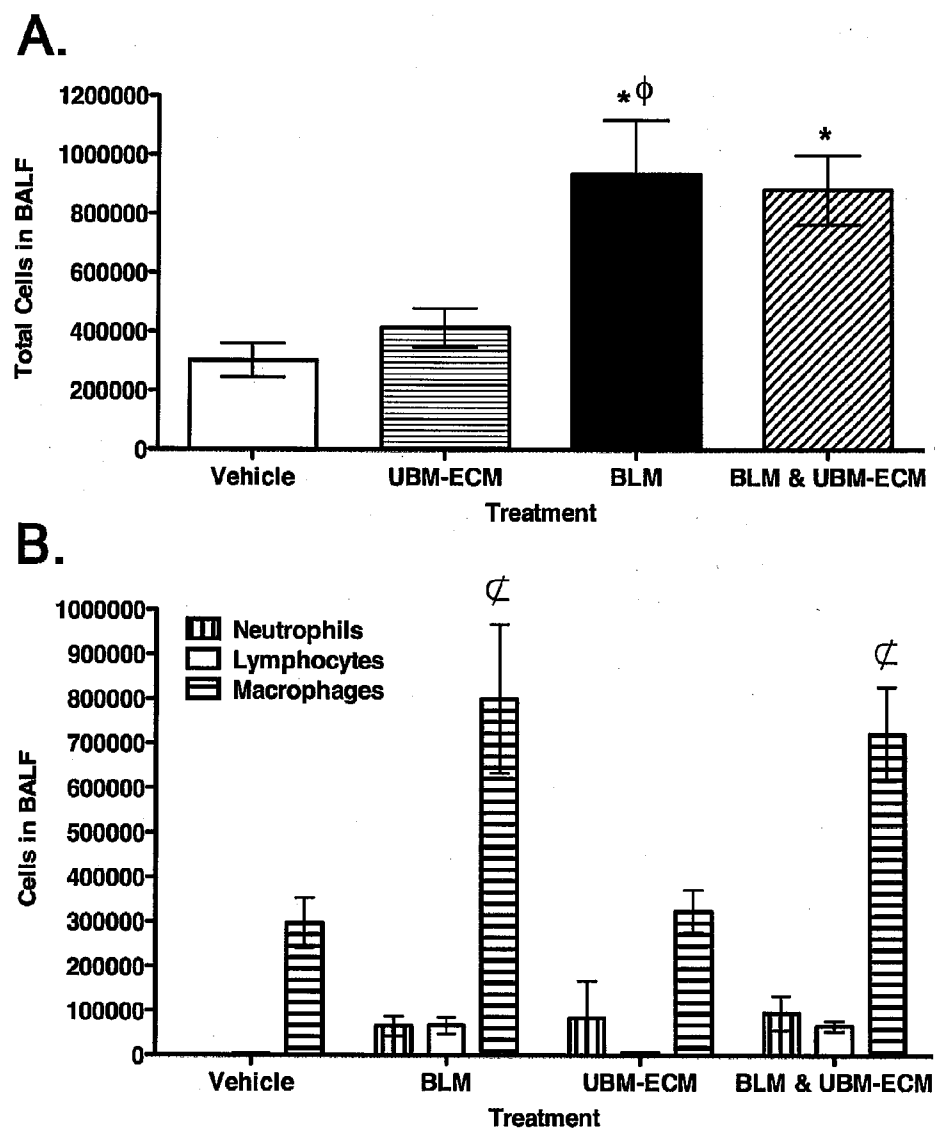 A.
1200000
1000000
800000
600000
400000
200000
0
Total Cells in BALF
*ϕ
*
Vehicle UBM-ECM BLM BLM & UBM-ECM
Treatment
B.
1000000
900000
800000
700000
600000
500000
400000
300000
200000
100000
0
Cells in BALF
Neutrophils
Lymphocytes
Macrophages
⊄
⊄
Vehicle BLM UBM-ECM BLM & UBM-ECM
Treatment